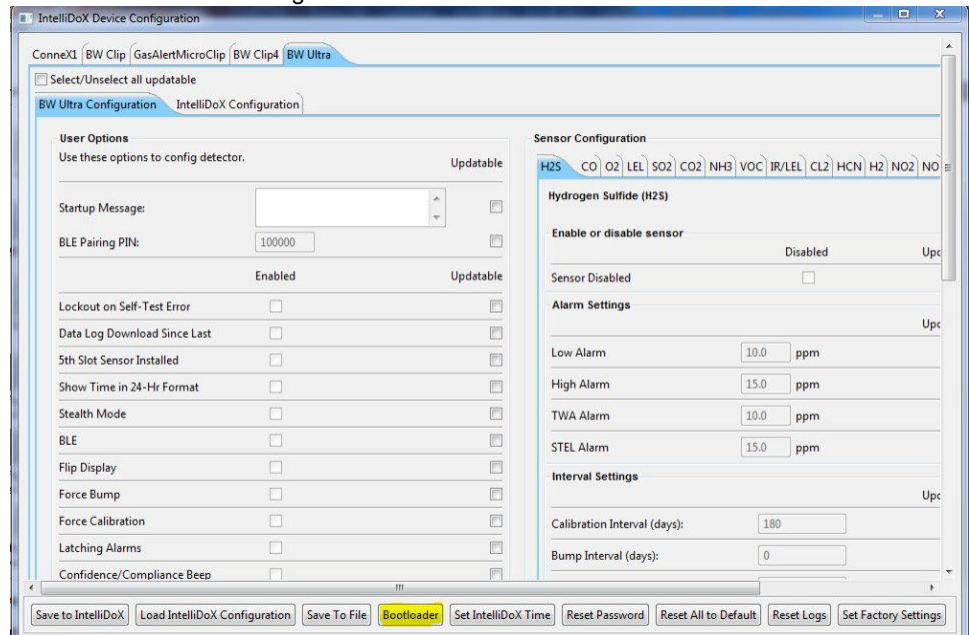 IntelliDoX Device Configuration
ConneX1 BW Clip GasAlertMicroClip BW Clip4 BW Ultra
Select/Unselect all updatable
BW Ultra Configuration IntelliDoX Configuration
User Options
Use these options to config detector.
Updatable
Startup Message:
BLE Pairing PIN: 100000
Enabled Updatable
Lockout on Self-Test Error
Data Log Download Since Last
5th Slot Sensor Installed
Show Time in 24-Hr Format
Stealth Mode
BLE
Flip Display
Force Bump
Force Calibration
Latching Alarms
Confidence/Compliance Beep
Sensor Configuration
H2S CO O2 LEL SO2 CO2 NH3 VOC IR/LEL CL2 HCN H2 NO2 NO
Hydrogen Sulfide (H2S)
Enable or disable sensor
Disabled Upd
Sensor Disabled
Alarm Settings
Upd
Low Alarm 10.0 ppm
High Alarm 15.0 ppm
TWA Alarm 10.0 ppm
STEL Alarm 15.0 ppm
Interval Settings
Upd
Calibration Interval (days): 180
Bump Interval (days): 0
Save to IntelliDoX Load IntelliDoX Configuration Save To File Bootloader Set IntelliDoX Time Reset Password Reset All to Default Reset Logs Set Factory Settings